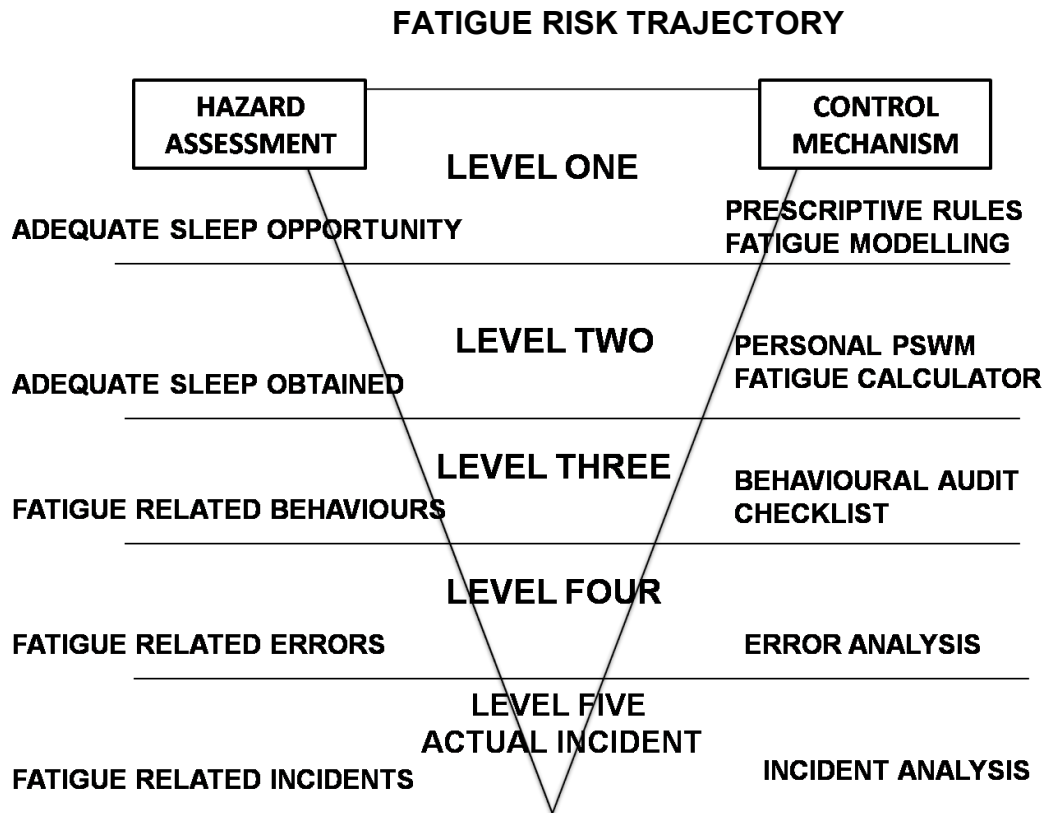 FATIGUE RISK TRAJECTORY
HAZARD
ASSESSMENT
CONTROL
MECHANISM
LEVEL ONE
ADEQUATE SLEEP OPPORTUNITY
PRESCRIPTIVE RULES
FATIGUE MODELLING
LEVEL TWO
ADEQUATE SLEEP OBTAINED
PERSONAL PSWM
FATIGUE CALCULATOR
LEVEL THREE
FATIGUE RELATED BEHAVIOURS
BEHAVIOURAL AUDIT
CHECKLIST
LEVEL FOUR
FATIGUE RELATED ERRORS
ERROR ANALYSIS
LEVEL FIVE
ACTUAL INCIDENT
FATIGUE RELATED INCIDENTS
INCIDENT ANALYSIS